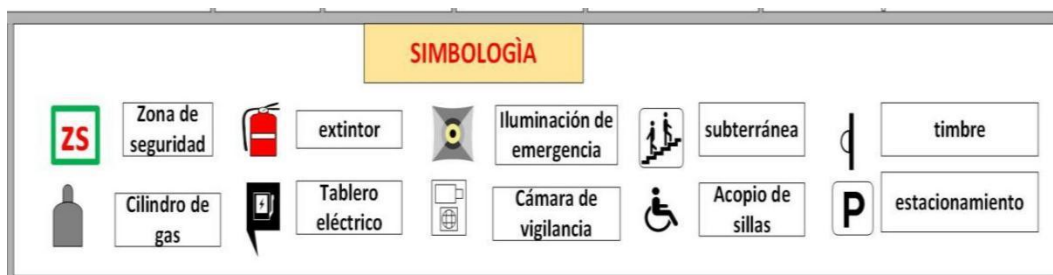 SIMBOLOGÌA
ZS
Zona de
seguridad
extintor
Iluminación de
emergencia
subterránea
timbre
Cilindro de
gas
Tablero
eléctrico
Cámara de
vigilancia
Acopio de
sillas
P
estacionamiento